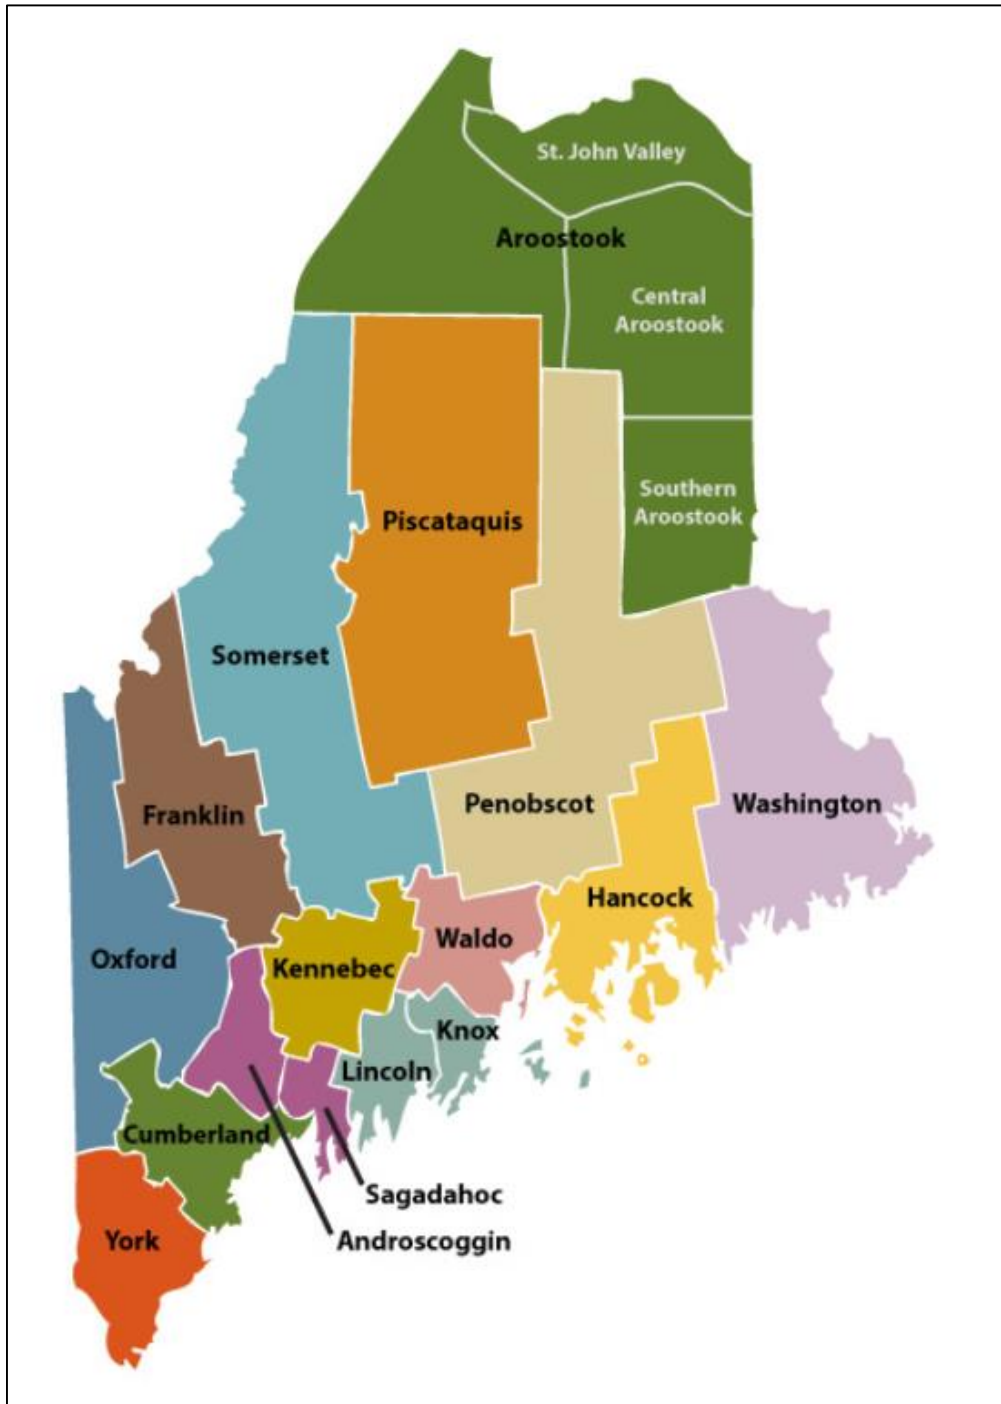 St. John Valley
Aroostook
Central
Aroostook
Southern
Aroostook
Piscataquis
Somerset
Penobscot
Washington
Franklin
Hancock
Waldo
Oxford
Kennebec
Knox
Lincoln
Cumberland
Sagadahoc
York
Androscoggin